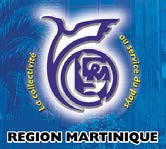 La collectivité
au service du pays
REGION MARTINIQUE